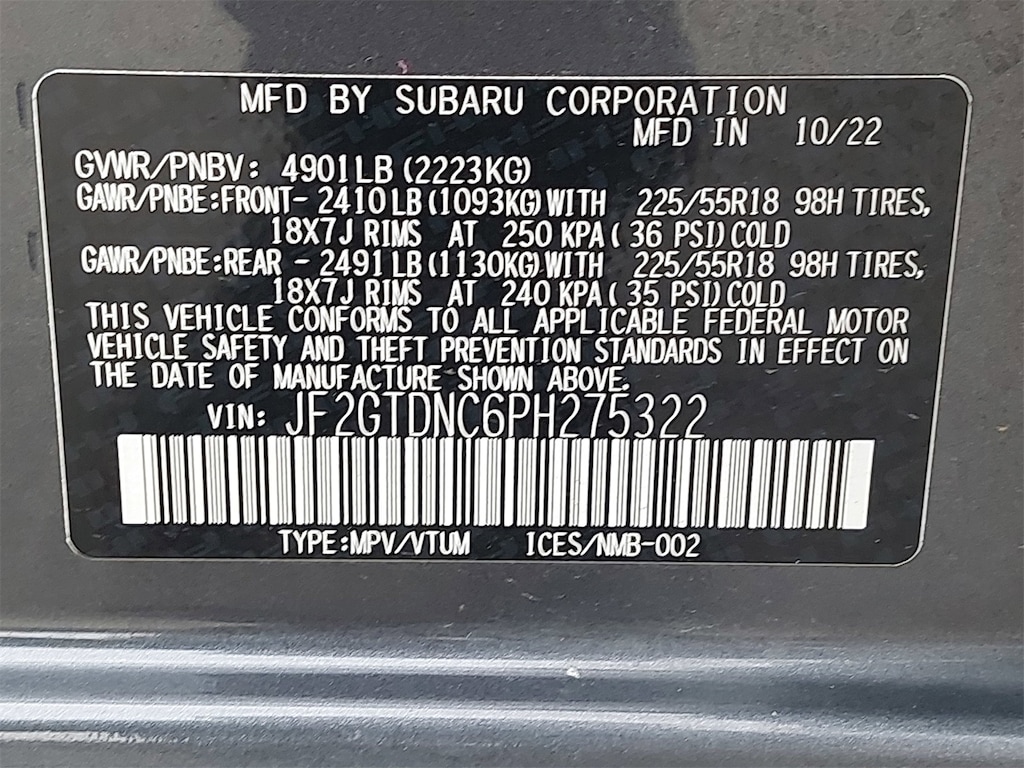 MFD BY SUBARU CORPORATION
MFD IN 10/22
GVWR/PNBV: 4901LB (2223KG)
GAWR/PNBE:FRONT- 2410 LB (1093KG) WITH 225/55R18 98H TIRES,
18X7J RIMS AT 250 KPA ( 36 PSI) COLD
GAWR/PNBE:REAR - 2491 LB (1130KG) WITH 225/55R18 98H TIRES,
18X7J RIMS AT 240 KPA ( 35 PSI) COLD
THIS VEHICLE CONFORMS TO ALL APPLICABLE FEDERAL MOTOR
VEHICLE SAFETY AND THEFT PREVENTION STANDARDS IN EFFECT ON
THE DATE OF MANUFACTURE SHOWN ABOVE.
VIN: JF2GTDNC6PH275322
TYPE:MPV/VTUM ICES/NMB-002